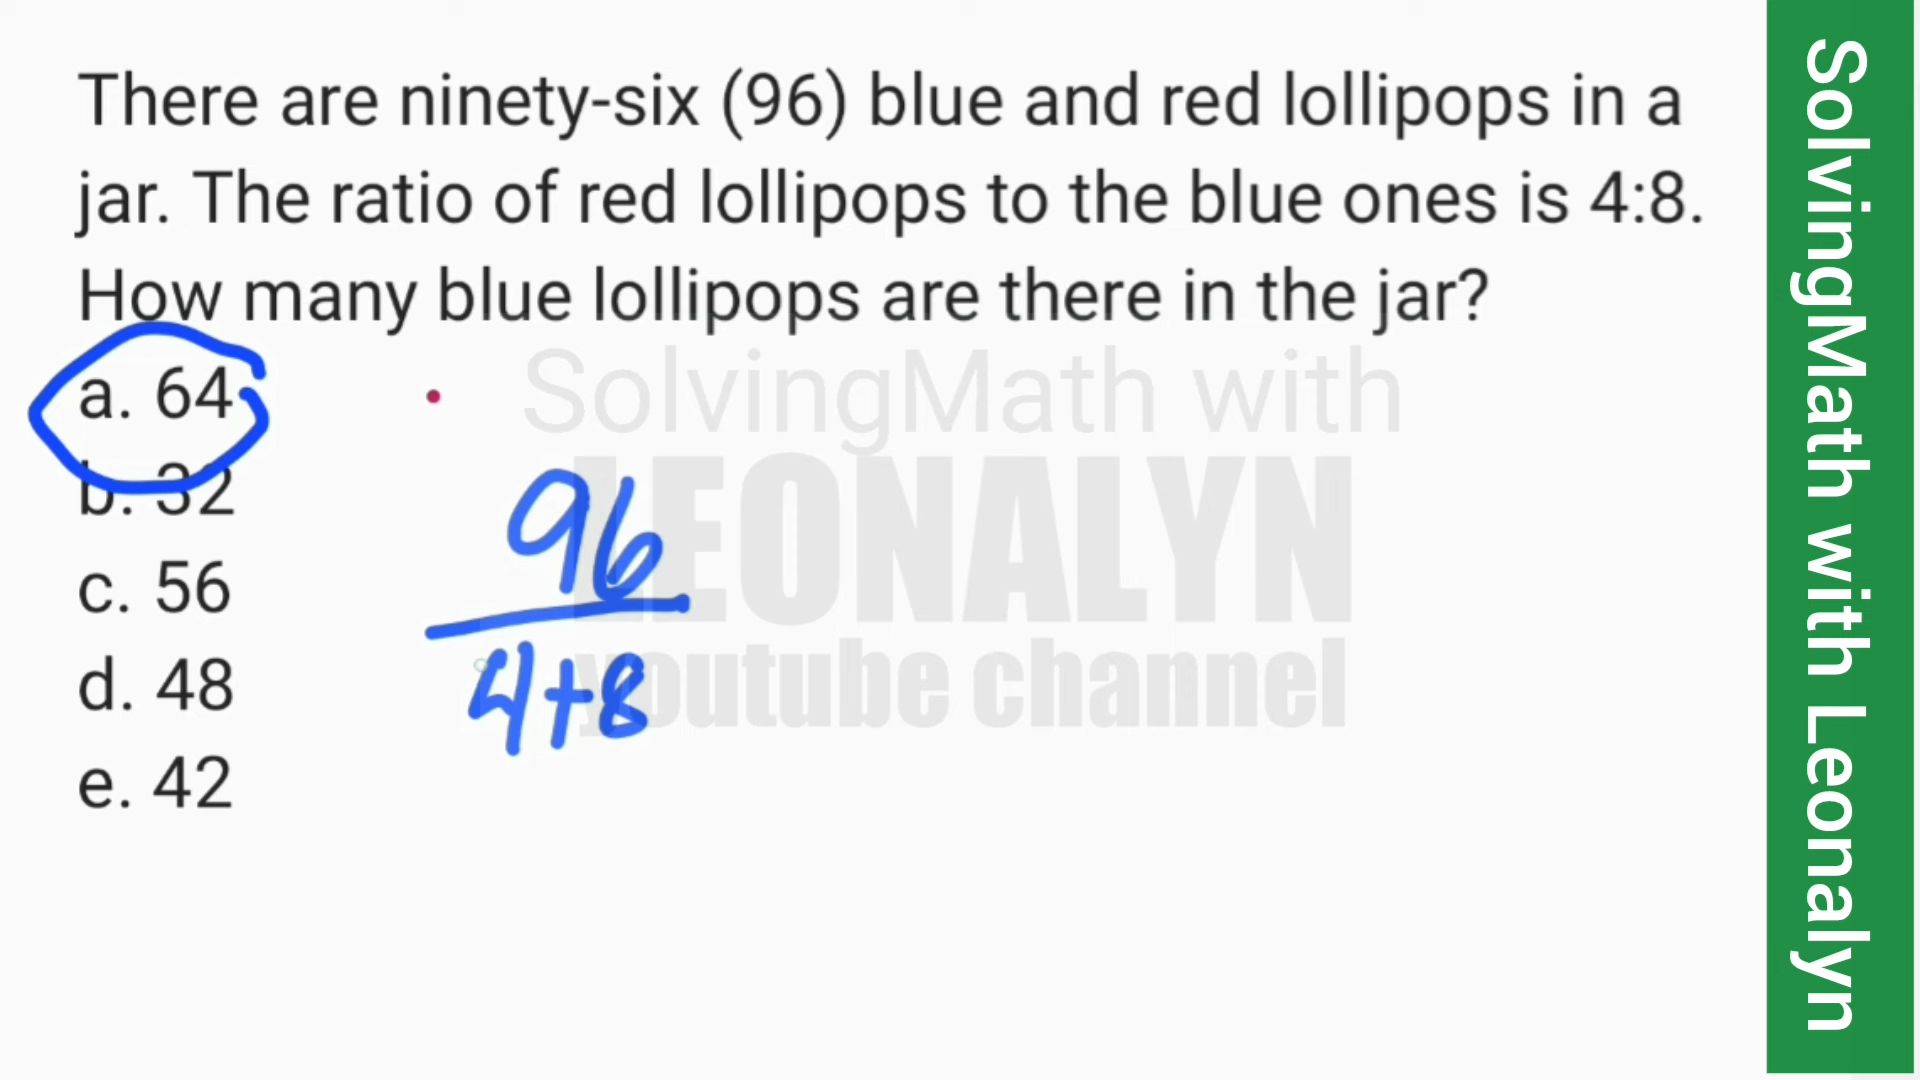 There are ninety-six (96) blue and red lollipops in a
jar. The ratio of red lollipops to the blue ones is 4:8.
How many blue lollipops are there in the jar?
a. 64
b. 32
c. 56
d. 48
e. 42
96
4+8
SolvingMath with
LEONALYN
youtube channel
SolvingMath with Leonalyn